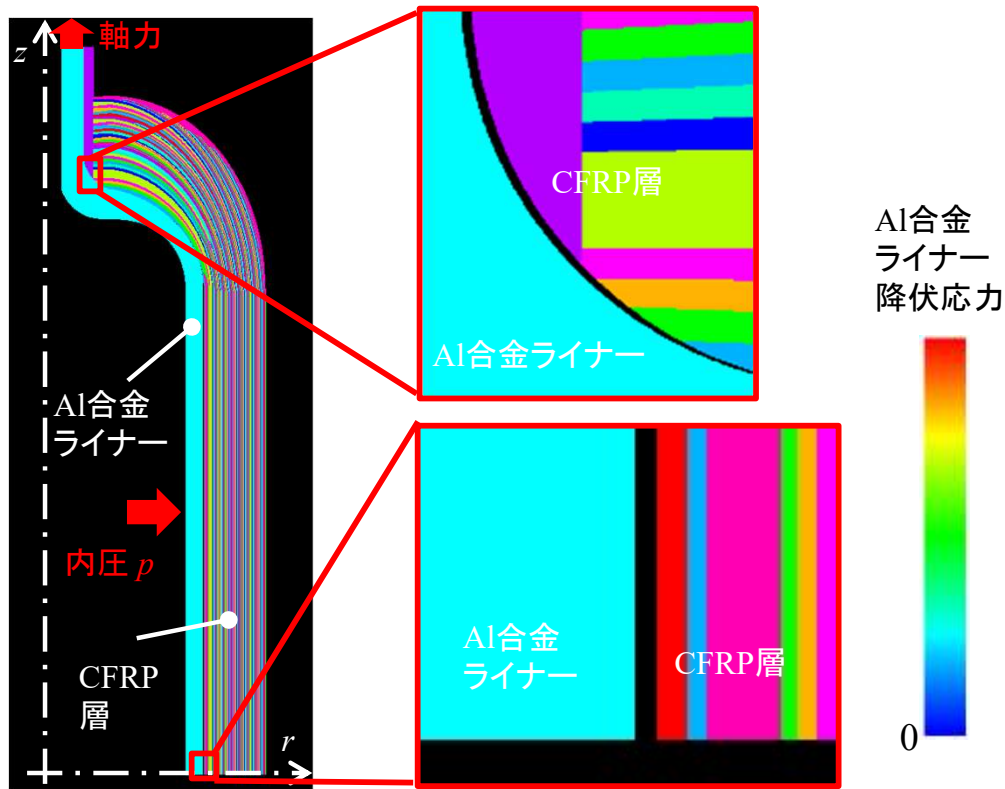 z
軸力
CFRP層
Al合金ライナー
Al合金
ライナー
降伏応力
0
Al合金
ライナー
内圧 p
CFRP
層
r
Al合金
ライナー
CFRP層